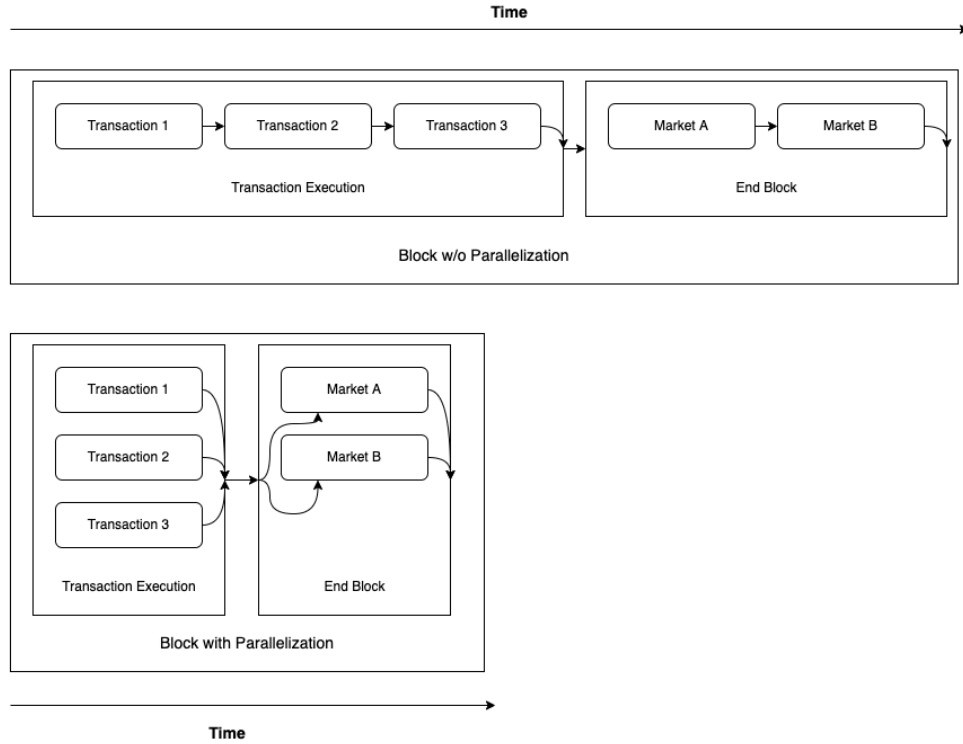 Time
Transaction 1
Transaction 2
Transaction 3
Market A
Market B
Transaction Execution
End Block
Block w/o Parallelization
Transaction 1
Market A
Transaction 2
Market B
Transaction 3
Transaction Execution
End Block
Block with Parallelization
Time